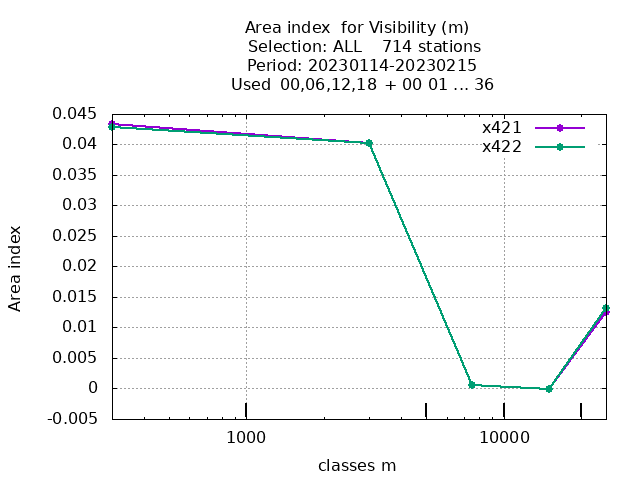 Area index  for Visibility (m)
Selection: ALL    714 stations
Period: 20230114-20230215
Used 00,06,12,18 + 00 01 ... 36
x421
x422
0.045
0.04
0.035
0.03
0.025
0.02
0.015
0.01
0.005
0
-0.005
Area index
1000
10000
classes m